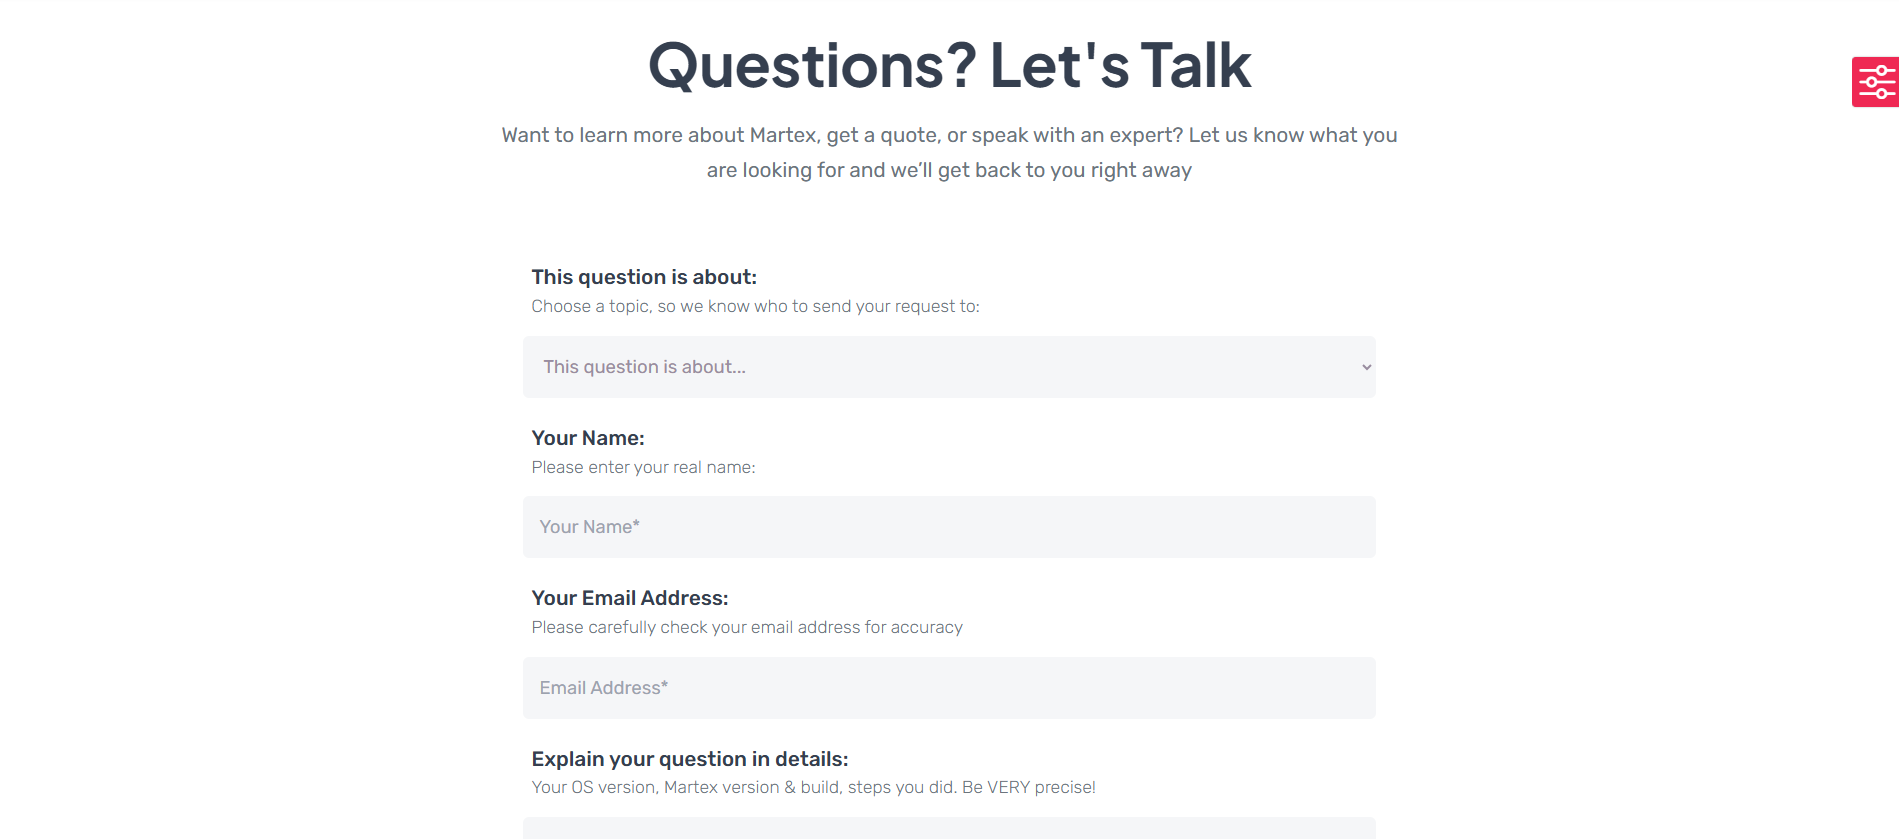 Questions? Let's Talk
Want to learn more about Martex, get a quote, or speak with an expert? Let us know what you
are looking for and we’ll get back to you right away
This question is about:
Choose a topic, so we know who to send your request to:
This question is about...
Your Name:
Please enter your real name:
Your Name*
Your Email Address:
Please carefully check your email address for accuracy
Email Address*
Explain your question in details:
Your OS version, Martex version & build, steps you did. Be VERY precise!